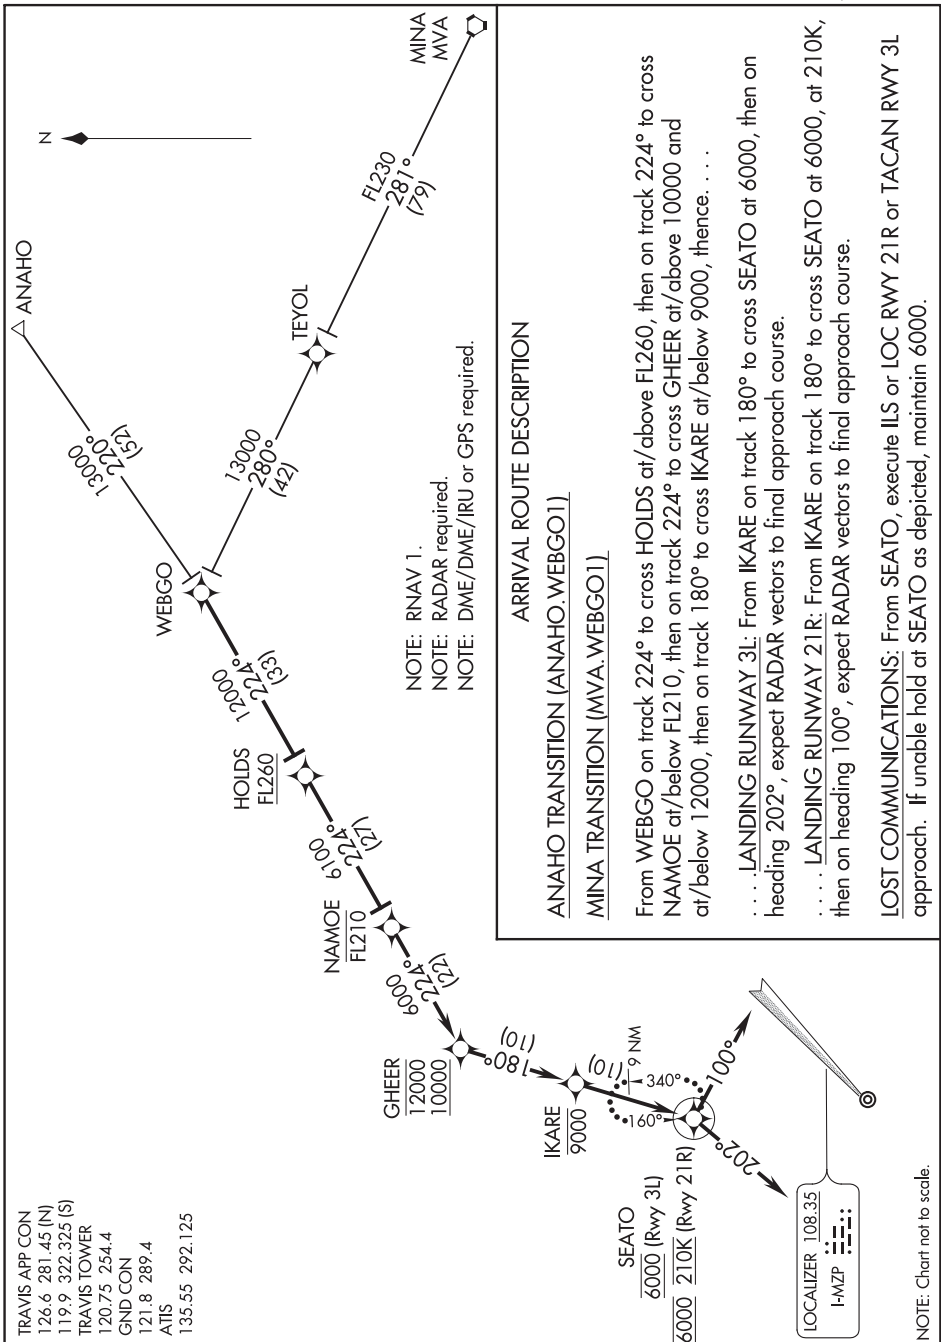 TRAVIS APP CON
126.6 281.45 (N)
119.9 322.325 (S)
TRAVIS TOWER
120.75 254.4
GND CON
121.8 289.4
ATIS
135.55 292.125
N
ANAHO
MINA
MVA
13000
220°
(52)
FL230
281°
(79)
TEYOL
13000
280°
(42)
WEBGO
12000
224°
(33)
HOLDS
FL260
6100
224°
(27)
NAMOE
FL210
6000
224°
(22)
GHEER
12000
10000
180°
(10)
IKARE
9000
(10)
9 NM
340°
160°
SEATO
6000 (Rwy 3L)
6000 210K (Rwy 21R)
100°
202°
LOCALIZER 108.35
I-MZP
NOTE: RNAV 1.
NOTE: RADAR required.
NOTE: DME/DME/IRU or GPS required.
ARRIVAL ROUTE DESCRIPTION
ANAHO TRANSITION (ANAHO.WEBGO1)
MINA TRANSITION (MVA.WEBGO1)
From WEBGO on track 224° to cross HOLDS at/above FL260, then on track 224° to cross
NAMOE at/below FL210, then on track 224° to cross GHEER at/above 10000 and
at/below 12000, then on track 180° to cross IKARE at/below 9000, thence. . . .
. . . .LANDING RUNWAY 3L: From IKARE on track 180° to cross SEATO at 6000, then on
heading 202°, expect RADAR vectors to final approach course.
. . . .LANDING RUNWAY 21R: From IKARE on track 180° to cross SEATO at 6000, at 210K,
then on heading 100°, expect RADAR vectors to final approach course.
LOST COMMUNICATIONS: From SEATO, execute ILS or LOC RWY 21R or TACAN RWY 3L
approach. If unable hold at SEATO as depicted, maintain 6000.
NOTE: Chart not to scale.